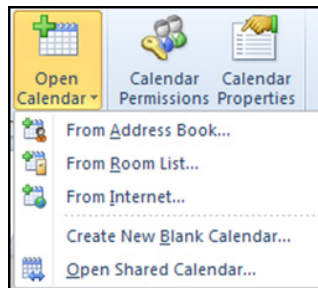 Open Calendar
Calendar Permissions
Calendar Properties
From Address Book...
From Room List...
From Internet...
Create New Blank Calendar...
Open Shared Calendar...